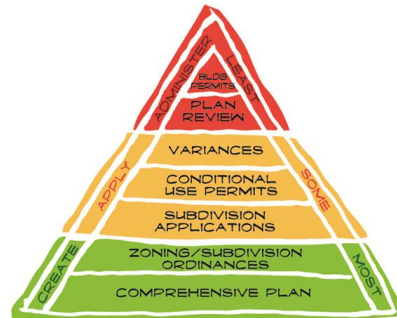 ADMINISTER
LEAST
BLDG
PERMITS
PLAN
REVIEW
APPLY
SOME
VARIANCES
CONDITIONAL
USE PERMITS
SUBDIVISION
APPLICATIONS
CREATE
MOST
ZONING/SUBDIVISION
ORDINANCES
COMPREHENSIVE PLAN